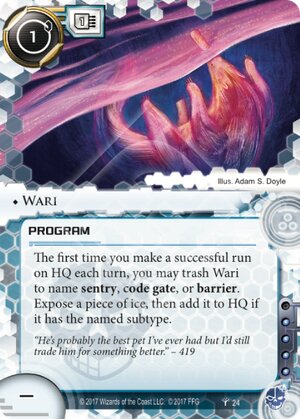 1
1
Illus. Adam S. Doyle
♦ Wari
PROGRAM
The first time you make a successful run
on HQ each turn, you may trash Wari
to name sentry, code gate, or barrier.
Expose a piece of ice, then add it to HQ if
it has the named subtype.
“He’s probably the best pet I’ve ever had but I’d still
trade him for something better.” – 419
–
© 2017 Wizards of the Coast LLC. © 2017 FFG
24